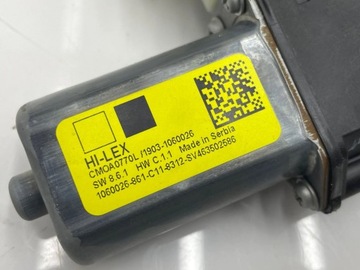 HI-LEX
CMOA0770L /1903-1060026
SW 8.6.1 HW C.1.1 Made in Serbia
1060026-861-C11-8312-SV463502586